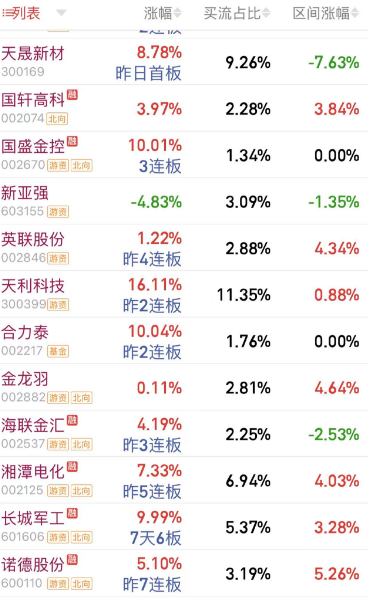 列表 涨幅 买流占比 区间涨幅
天晟新材 8.78% 9.26% -7.63%
300169 昨日首板
国轩高科 融 3.97% 2.28% 3.84%
002074 北向
国盛金控 融 10.01% 1.34% 0.00%
002670 游资 北向 3连板
新亚强 -4.83% 3.09% -1.35%
603155 游资
英联股份 1.22% 2.88% 4.34%
002846 游资 昨4连板
天利科技 16.11% 11.35% 0.88%
300399 游资 昨2连板
合力泰 10.04% 1.76% 0.00%
002217 基金 昨2连板
金龙羽 0.11% 2.81% 4.64%
002882 游资 北向
海联金汇 融 4.19% 2.25% -2.53%
002537 游资 北向 昨3连板
湘潭电化 融 7.33% 6.94% 4.03%
002125 游资 北向 昨5连板
长城军工 融 9.99% 5.37% 3.28%
601606 游资 北向 7天6板
诺德股份 融 5.10% 3.19% 5.26%
600110 游资 北向 昨7连板